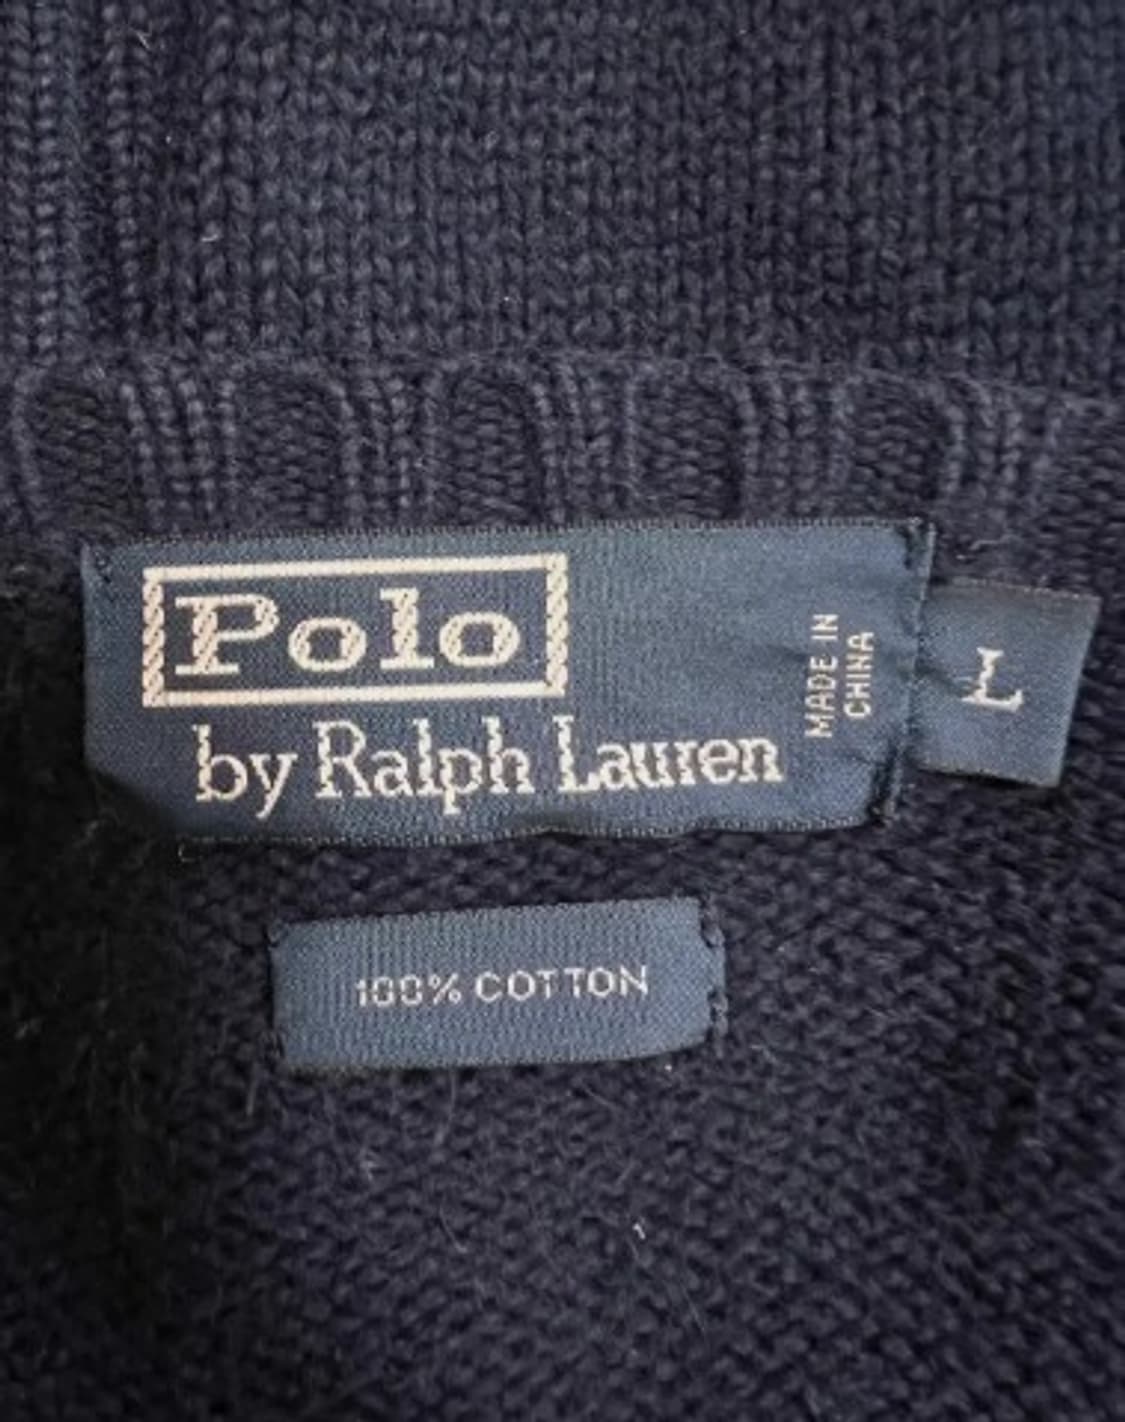 Polo
by Ralph Lauren
MADE IN
CHINA
L
100% COTTON